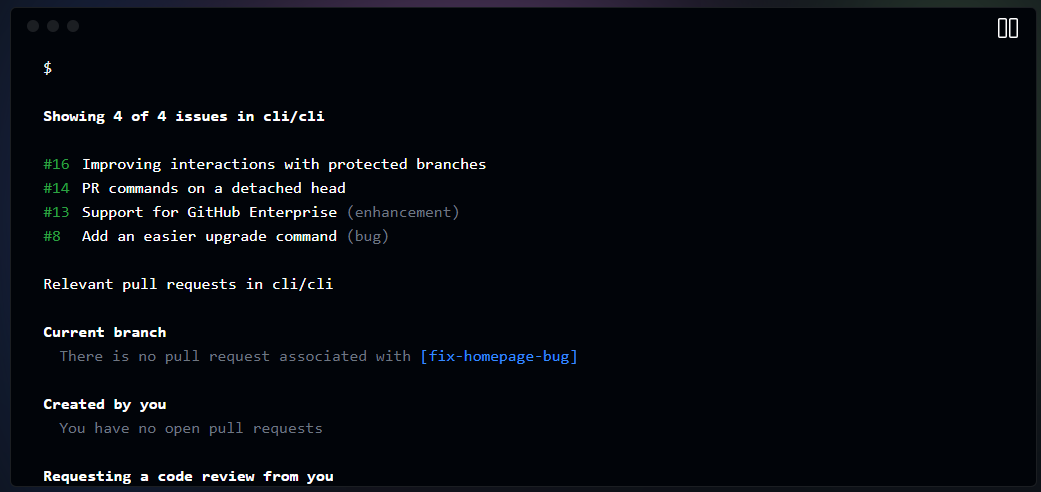 $
Showing 4 of 4 issues in cli/cli
#16 Improving interactions with protected branches
#14 PR commands on a detached head
#13 Support for GitHub Enterprise (enhancement)
#8 Add an easier upgrade command (bug)
Relevant pull requests in cli/cli
Current branch
There is no pull request associated with [fix-homepage-bug]
Created by you
You have no open pull requests
Requesting a code review from you